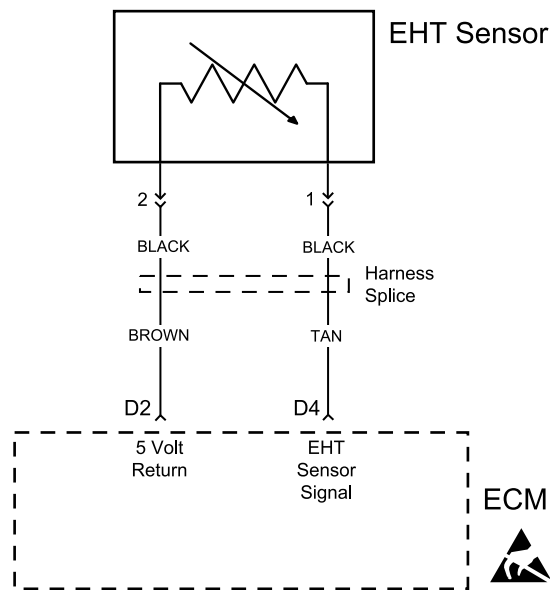 EHT Sensor
2
1
BLACK
BLACK
Harness
Splice
BROWN
TAN
D2
D4
5 Volt
Return
EHT
Sensor
Signal
ECM